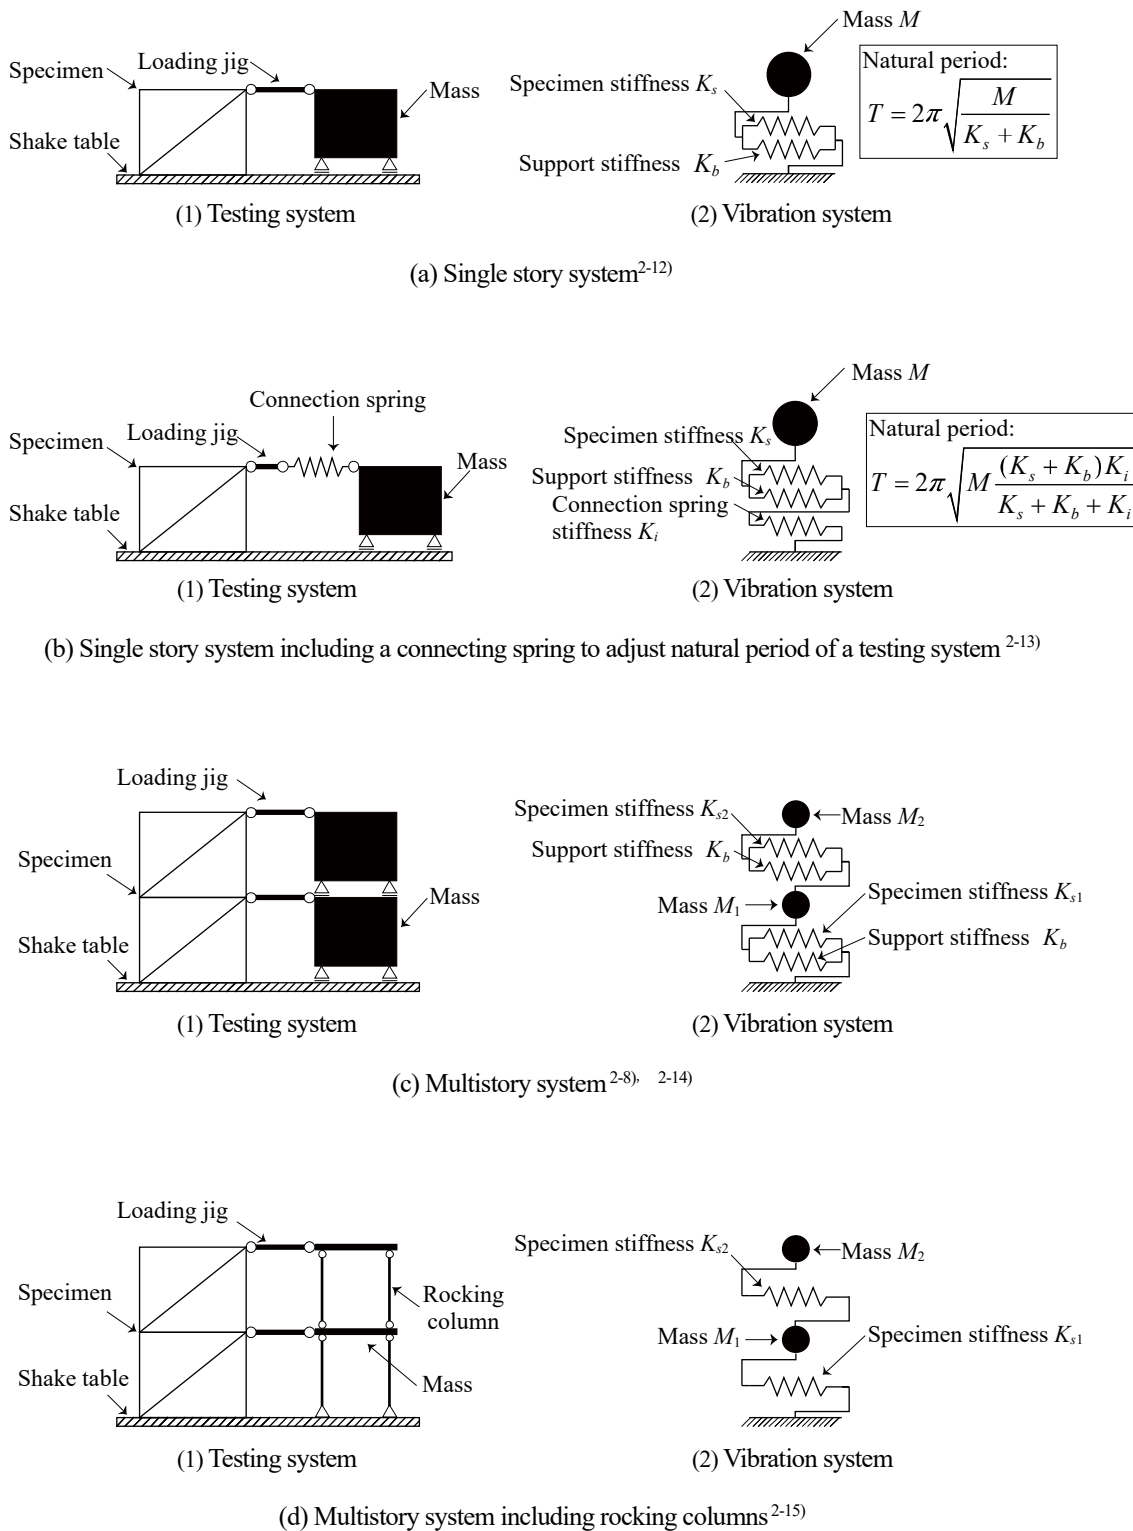 Mass M
Loading jig
Specimen
Mass
Shake table
Specimen stiffness Ks
Support stiffness Kb
Natural period:
T = 2π√(M / (Ks + Kb))
(1) Testing system
(2) Vibration system
(a) Single story system2-12)
Mass M
Connection spring
Loading jig
Specimen
Mass
Shake table
Specimen stiffness Ks
Support stiffness Kb
Connection spring
stiffness Ki
Natural period:
T = 2π√(M (Ks + Kb)Ki / (Ks + Kb + Ki))
(1) Testing system
(2) Vibration system
(b) Single story system including a connecting spring to adjust natural period of a testing system 2-13)
Loading jig
Specimen
Mass
Shake table
Specimen stiffness Ks2
Mass M2
Support stiffness Kb
Mass M1
Specimen stiffness Ks1
Support stiffness Kb
(1) Testing system
(2) Vibration system
(c) Multistory system 2-8), 2-14)
Loading jig
Specimen
Rocking
column
Shake table
Mass
Specimen stiffness Ks2
Mass M2
Mass M1
Specimen stiffness Ks1
(1) Testing system
(2) Vibration system
(d) Multistory system including rocking columns 2-15)